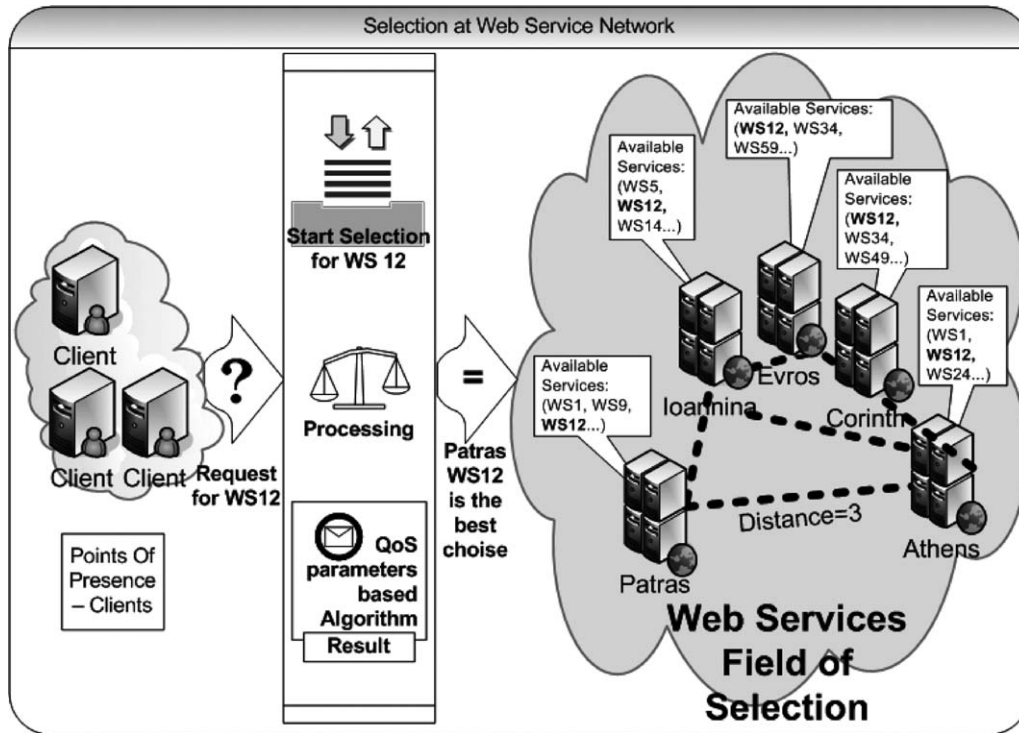 Selection at Web Service Network
Client
Client
Client
Points Of
Presence
– Clients
?
Request
for WS12
Start Selection
for WS 12
Processing
QoS
parameters
based
Algorithm
Result
=
Patras
WS12
is the
best
choise
Available Services:
(WS12, WS34,
WS59...)
Available
Services:
(WS5,
WS12,
WS14...)
Available
Services:
(WS12,
WS34,
WS49...)
Available
Services:
(WS1,
WS12,
WS24...)
Available
Services:
(WS1, WS9,
WS12...)
Evros
Ioannina
Corinth
Distance=3
Athens
Patras
Web Services
Field of
Selection